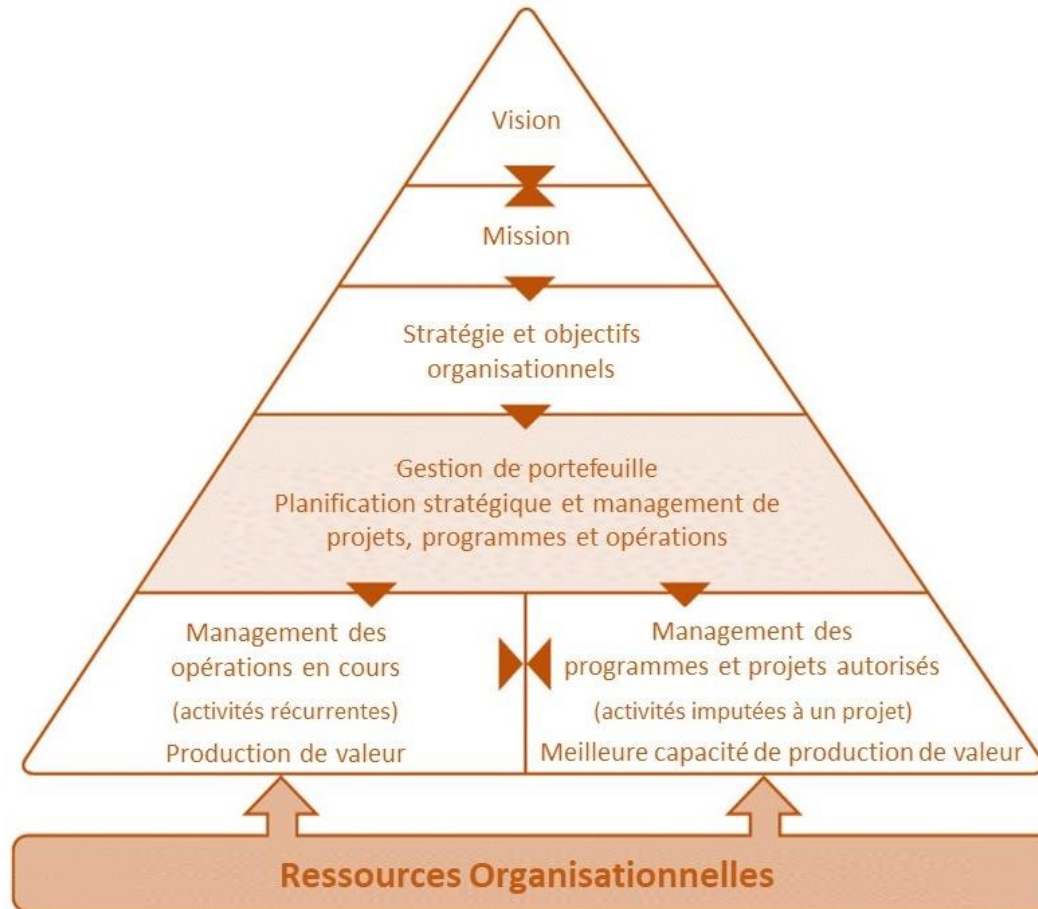 Vision
Mission
Stratégie et objectifs
organisationnels
Gestion de portefeuille
Planification stratégique et management de
projets, programmes et opérations
Management des
opérations en cours
(activités récurrentes)
Production de valeur
Management des
programmes et projets autorisés
(activités imputées à un projet)
Meilleure capacité de production de valeur
Ressources Organisationnelles